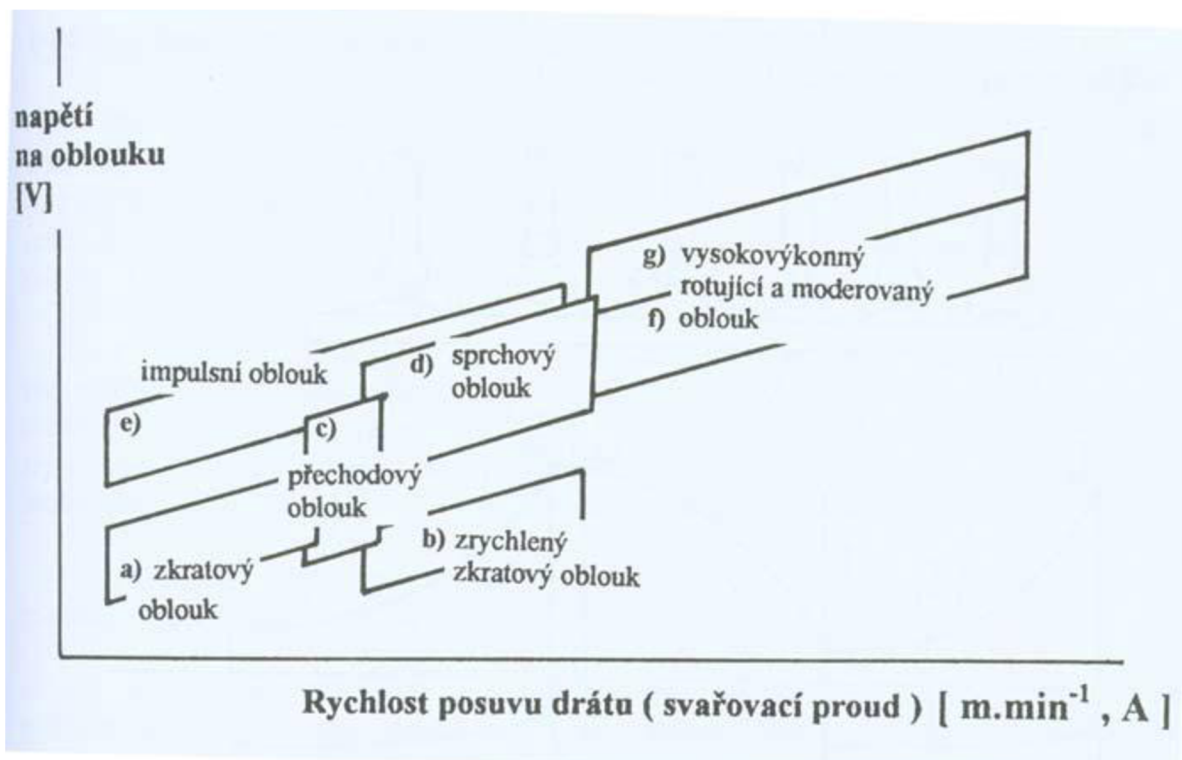 napětí
na oblouku
[V]
g) vysokovýkonný
rotující a moderovaný
f) oblouk
impulsní oblouk
d) sprchový
oblouk
e)
c)
přechodový
oblouk
b) zrychlený
zkratový oblouk
a) zkratový
oblouk
Rychlost posuvu drátu ( svařovací proud ) [ m.min⁻¹ , A ]